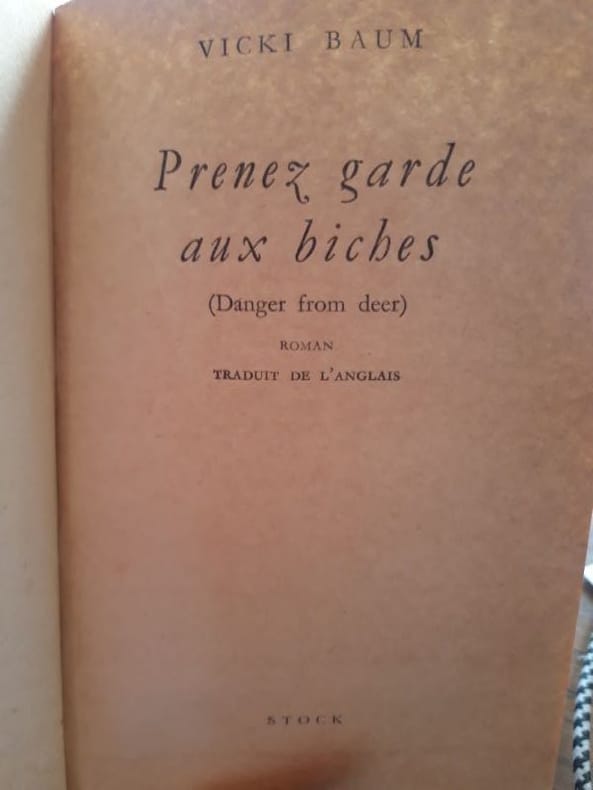 VICKI BAUM
Prenez garde
aux biches
(Danger from deer)
ROMAN
TRADUIT DE L'ANGLAIS
STOCK